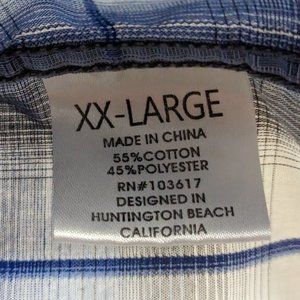 XX-LARGE
MADE IN CHINA
55%COTTON
45%POLYESTER
RN#103617
DESIGNED IN
HUNTINGTON BEACH
CALIFORNIA